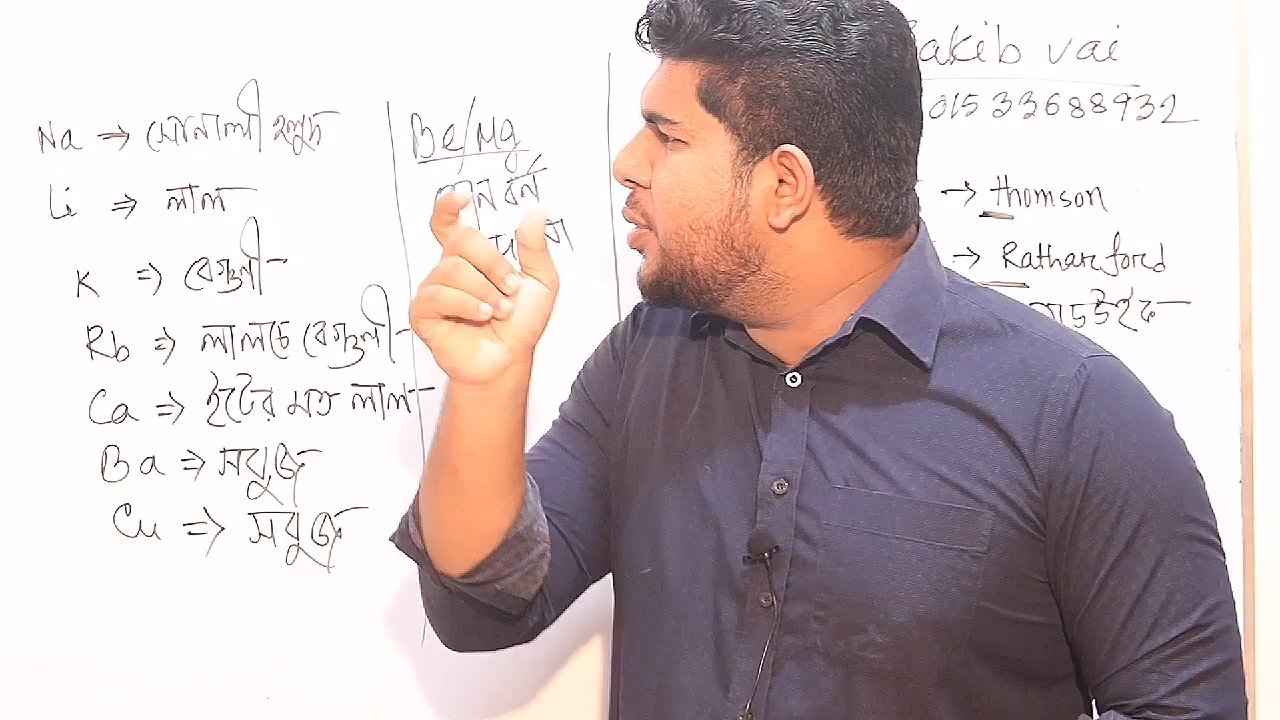 Na ⇒ সোনালী হলুদ
Li ⇒ লাল
K ⇒ বেগুনী
Rb ⇒ লালচে বেগুনী
Ca ⇒ ইটের মত লাল
Ba ⇒ সবুজ
Cu ⇒ সবুজ
Be/Mg
বর্ণ
akib vai
01533688932
→ thomson
→ Ratharford